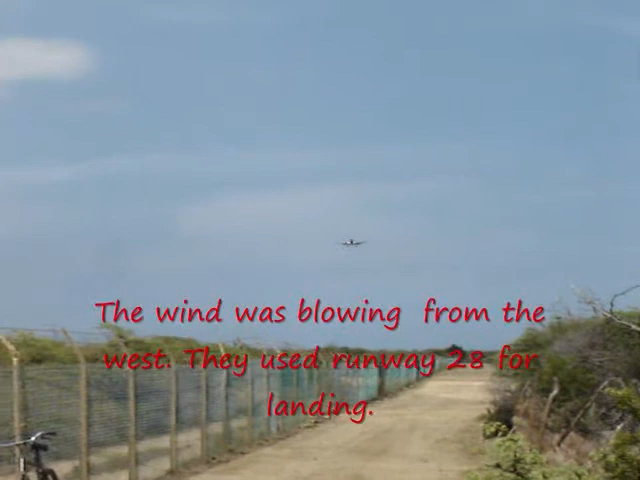 The wind was blowing from the
west. They used runway 28 for
landing.